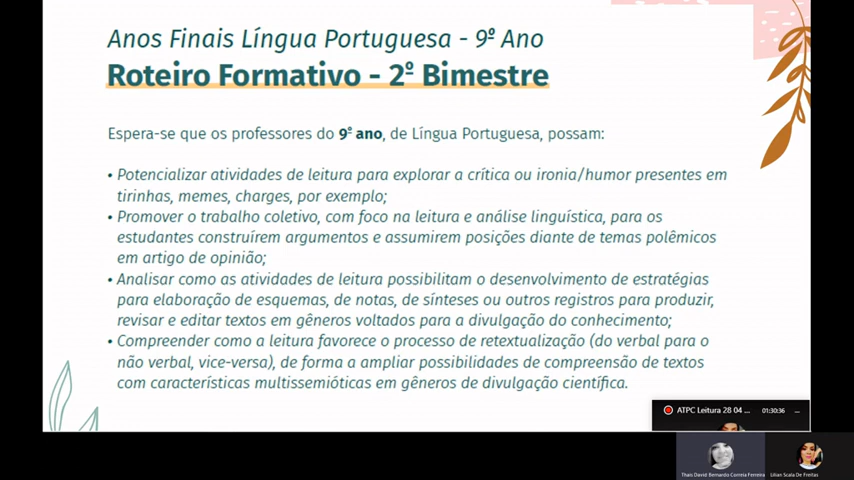 Anos Finais Língua Portuguesa - 9º Ano
Roteiro Formativo - 2º Bimestre
Espera-se que os professores do 9º ano, de Língua Portuguesa, possam:
• Potencializar atividades de leitura para explorar a crítica ou ironia/humor presentes em
tirinhas, memes, charges, por exemplo;
• Promover o trabalho coletivo, com foco na leitura e análise linguística, para os
estudantes construírem argumentos e assumirem posições diante de temas polêmicos
em artigo de opinião;
• Analisar como as atividades de leitura possibilitam o desenvolvimento de estratégias
para elaboração de esquemas, de notas, de sínteses ou outros registros para produzir,
revisar e editar textos em gêneros voltados para a divulgação do conhecimento;
• Compreender como a leitura favorece o processo de retextualização (do verbal para o
não verbal, vice-versa), de forma a ampliar possibilidades de compreensão de textos
com características multissemióticas em gêneros de divulgação científica.
ATPC Leitura 28 04 ... 01:30:36 ...
Thais David Bernardo Correia Ferreira
Lilian Scala De Freitas